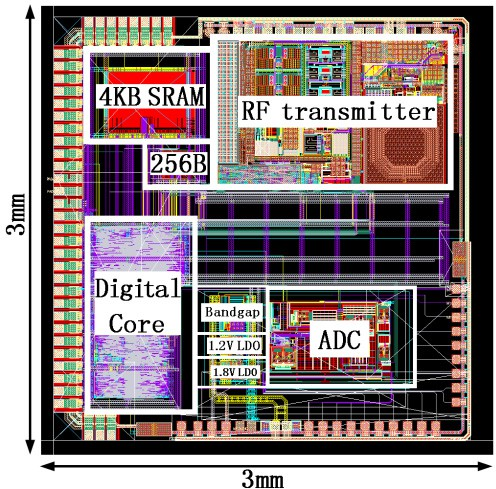 4KB SRAM
RF transmitter
256B
3mm
Digital
Core
Bandgap
1.2V LDO
1.8V LDO
ADC
3mm